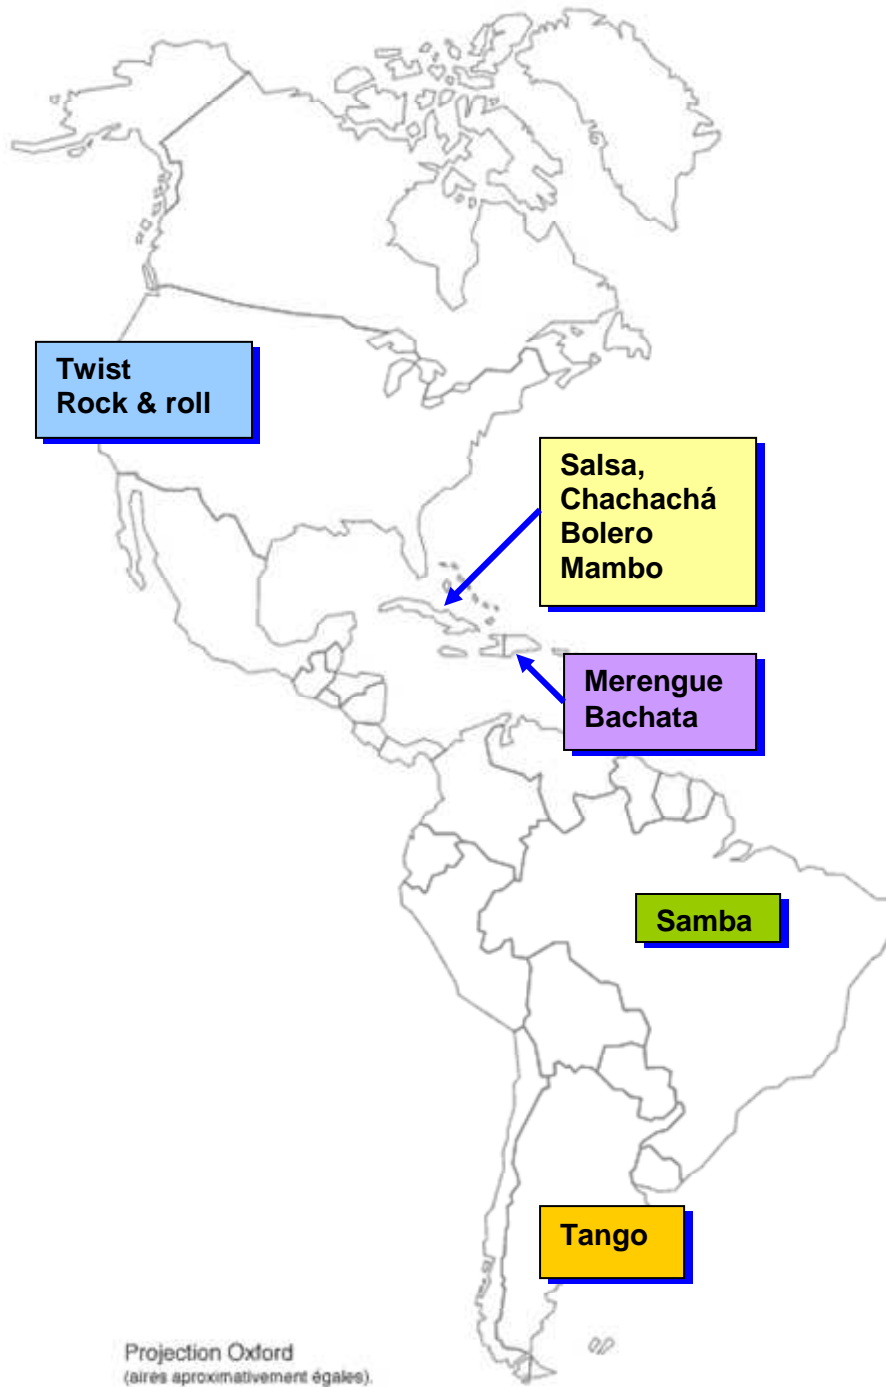 Twist
Rock & roll
Salsa,
Chachachá
Bolero
Mambo
Merengue
Bachata
Samba
Tango
Projection Oxford
(aires aproximativement égales).